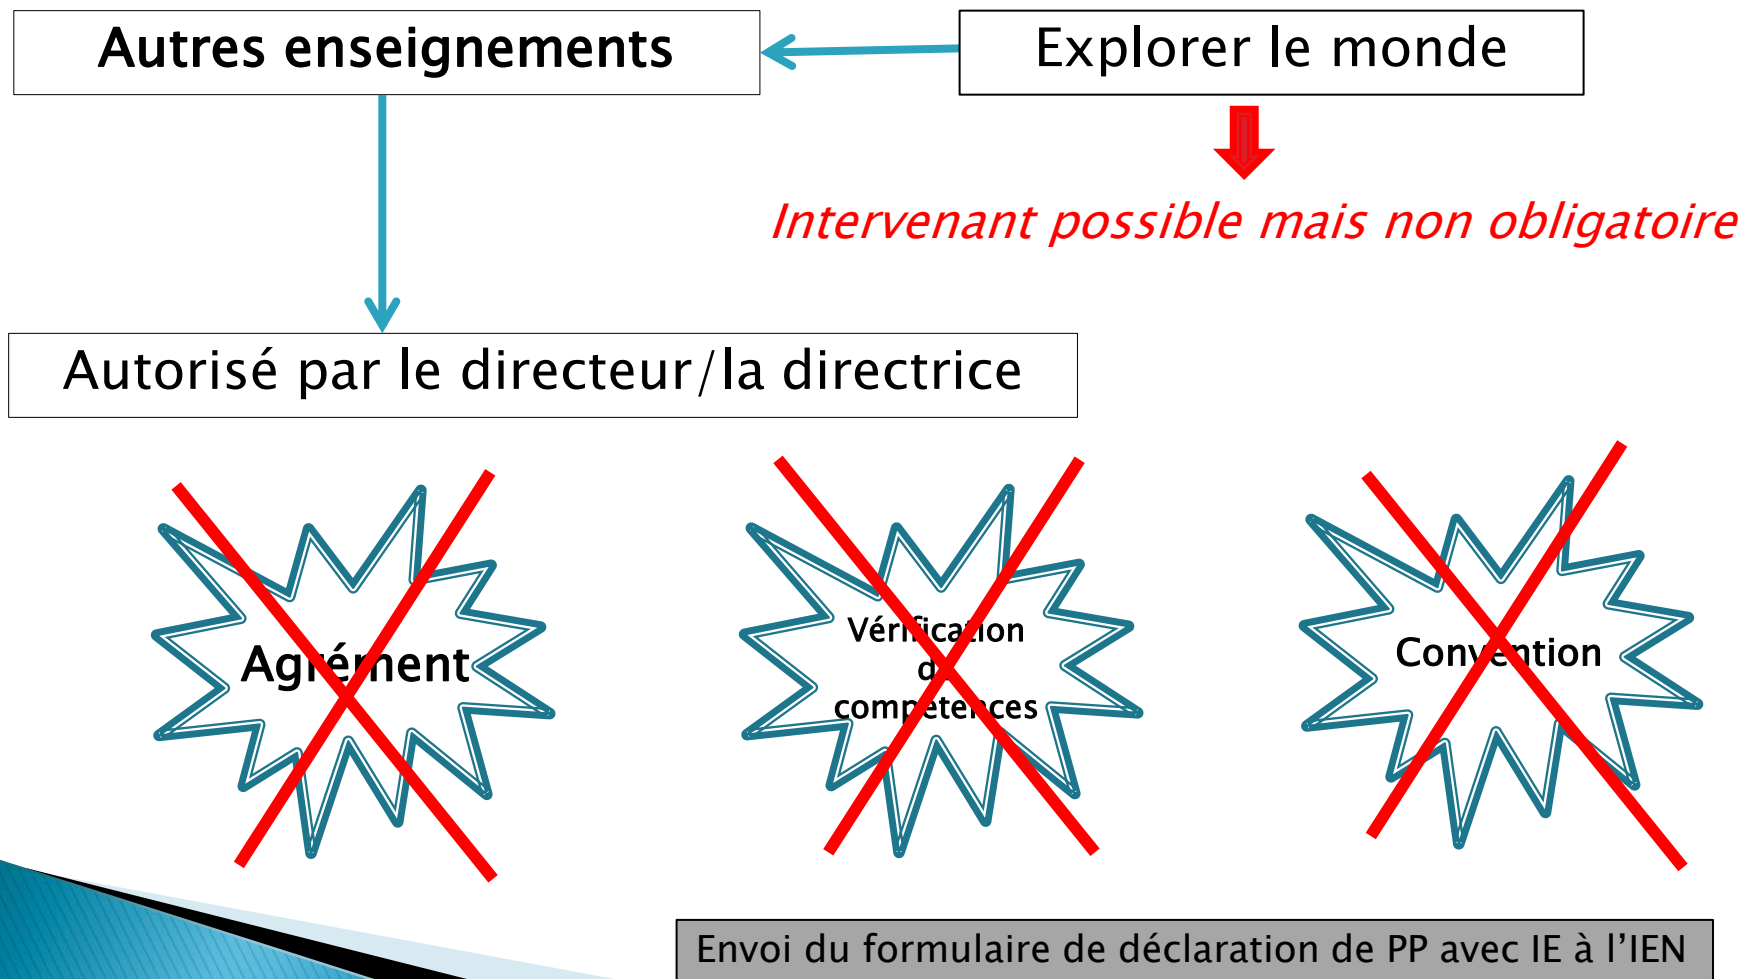 Autres enseignements
Explorer le monde
Intervenant possible mais non obligatoire
Autorisé par le directeur/la directrice
Agrément
Vérification
de
compétences
Convention
Envoi du formulaire de déclaration de PP avec IE à l’IEN